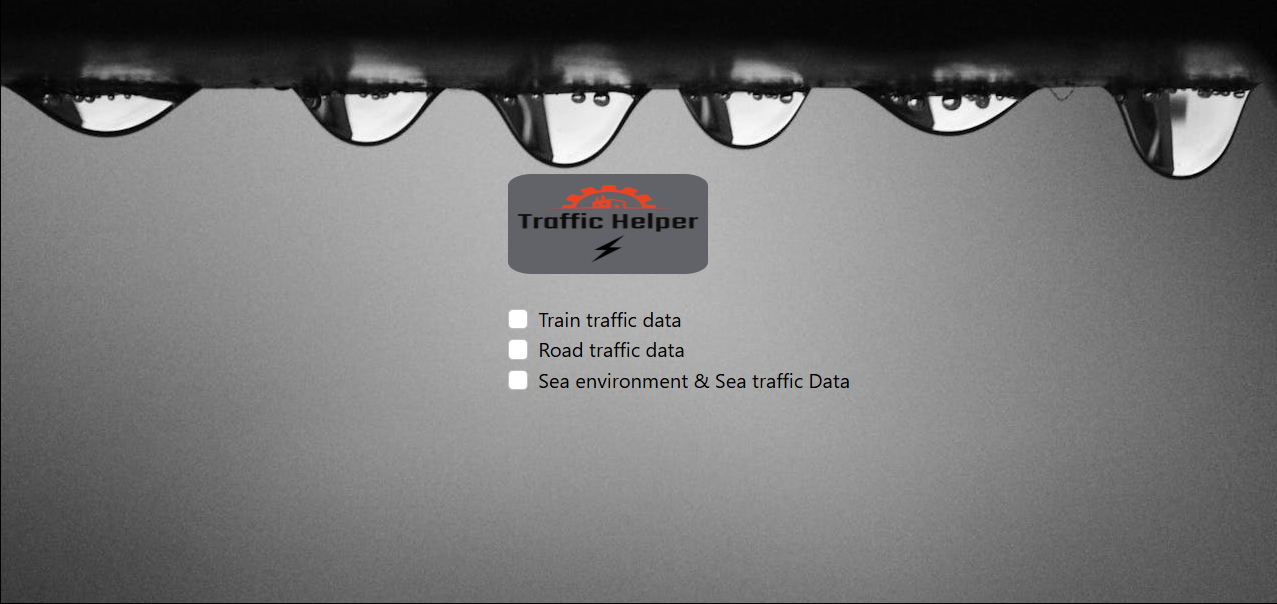 Traffic Helper
Train traffic data
Road traffic data
Sea environment & Sea traffic Data